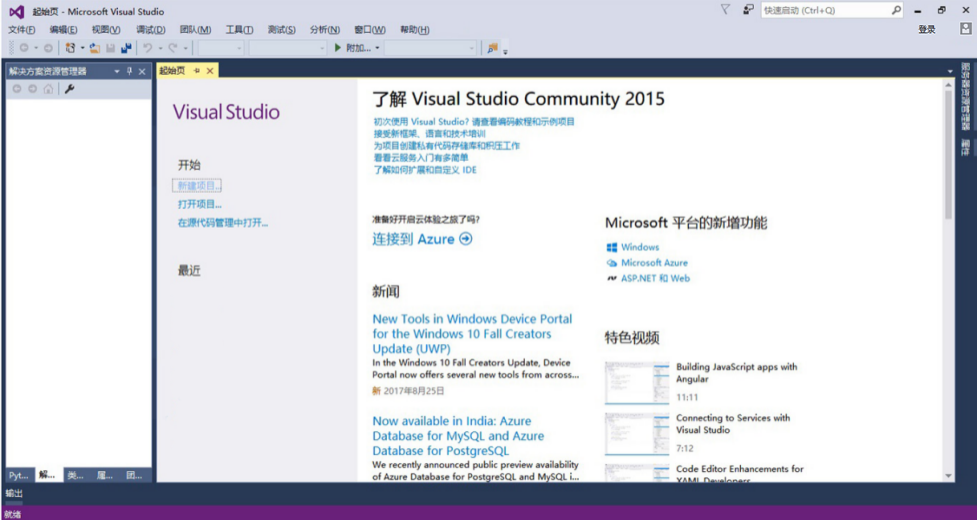 起始页 - Microsoft Visual Studio
快速启动 (Ctrl+Q)
文件(F) 编辑(E) 视图(V) 调试(D) 团队(M) 工具(T) 测试(S) 分析(N) 窗口(W) 帮助(H)
登录
附加...
解决方案资源管理器
起始页
Visual Studio
开始
新建项目...
打开项目...
在源代码管理中打开...
最近
了解 Visual Studio Community 2015
初次使用 Visual Studio? 请查看编码教程和示例项目
接受新框架、语言和技术培训
为项目创建私有代码存储库和积压工作
看看云服务入门有多简单
了解如何扩展和自定义 IDE
准备好开启云体验之旅了吗?
连接到 Azure
新闻
New Tools in Windows Device Portal
for the Windows 10 Fall Creators
Update (UWP)
In the Windows 10 Fall Creators Update, Device
Portal now offers several new tools from across...
新 2017年8月25日
Now available in India: Azure
Database for MySQL and Azure
Database for PostgreSQL
We recently announced public preview availability
of Azure Database for PostgreSQL and MySQL i...
Microsoft 平台的新增功能
Windows
Microsoft Azure
ASP.NET 和 Web
特色视频
Building JavaScript apps with
Angular
11:11
Connecting to Services with
Visual Studio
7:12
Code Editor Enhancements for
YAML Developers
Pyt... 解... 类... 属... 团...
输出
就绪